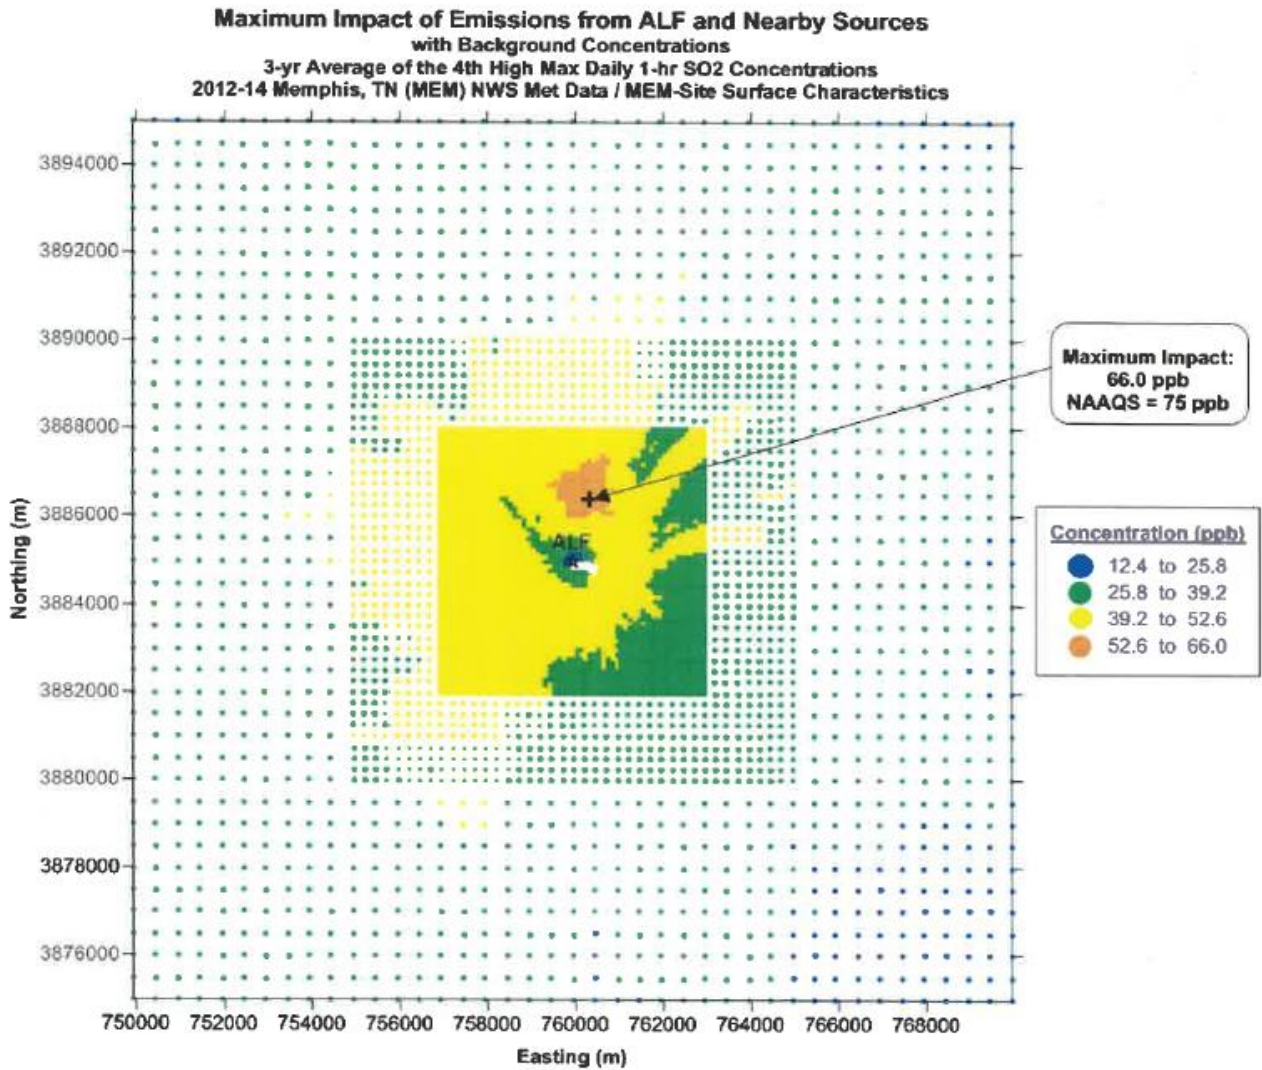 Maximum Impact of Emissions from ALF and Nearby Sources
with Background Concentrations
3-yr Average of the 4th High Max Daily 1-hr SO2 Concentrations
2012-14 Memphis, TN (MEM) NWS Met Data / MEM-Site Surface Characteristics
3894000
3892000
3890000
3888000
3886000
3884000
3882000
3880000
3878000
3876000
Northing (m)
ALF
Maximum Impact:
66.0 ppb
NAAQS = 75 ppb
Concentration (ppb)
12.4 to 25.8
25.8 to 39.2
39.2 to 52.6
52.6 to 66.0
750000 752000 754000 756000 758000 760000 762000 764000 766000 768000
Easting (m)